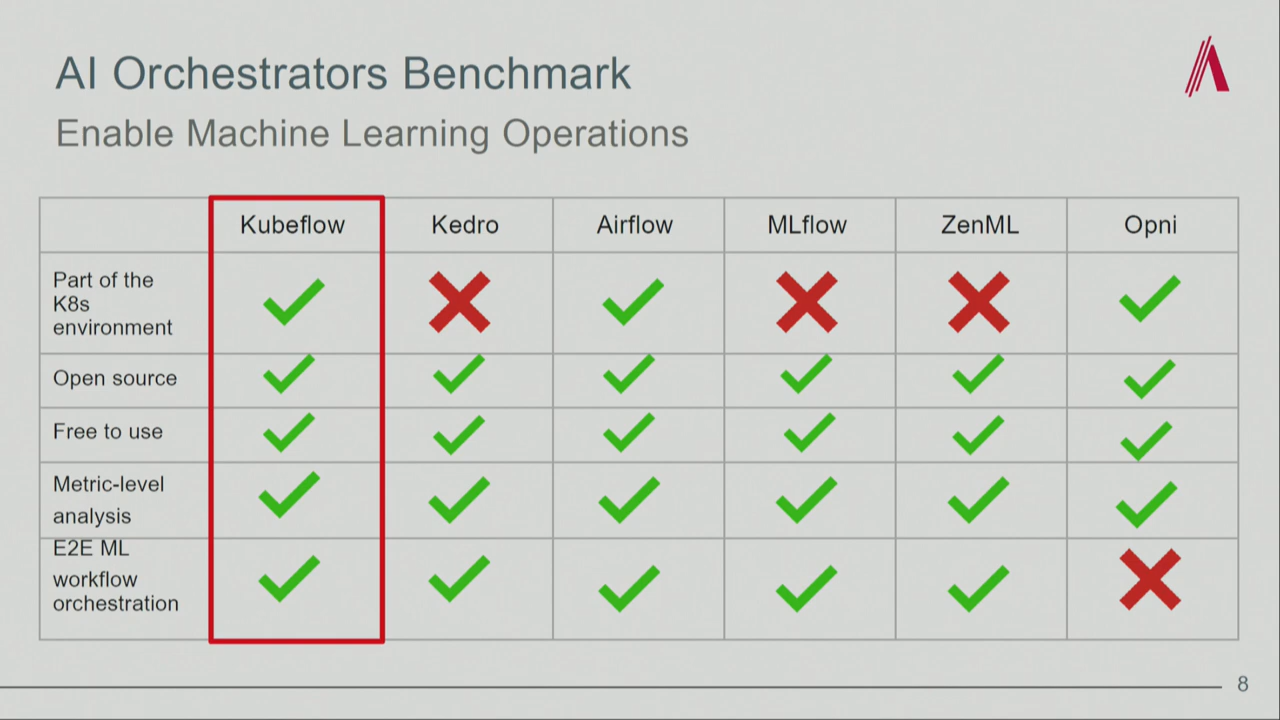 AI Orchestrators Benchmark
Enable Machine Learning Operations
Kubeflow Kedro Airflow MLflow ZenML Opni
Part of the
K8s
environment
Open source
Free to use
Metric-level
analysis
E2E ML
workflow
orchestration
8